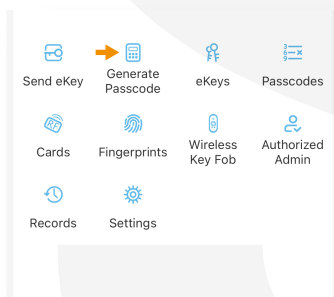 Send eKey
Generate
Passcode
eKeys
Passcodes
Cards
Fingerprints
Wireless
Key Fob
Authorized
Admin
Records
Settings